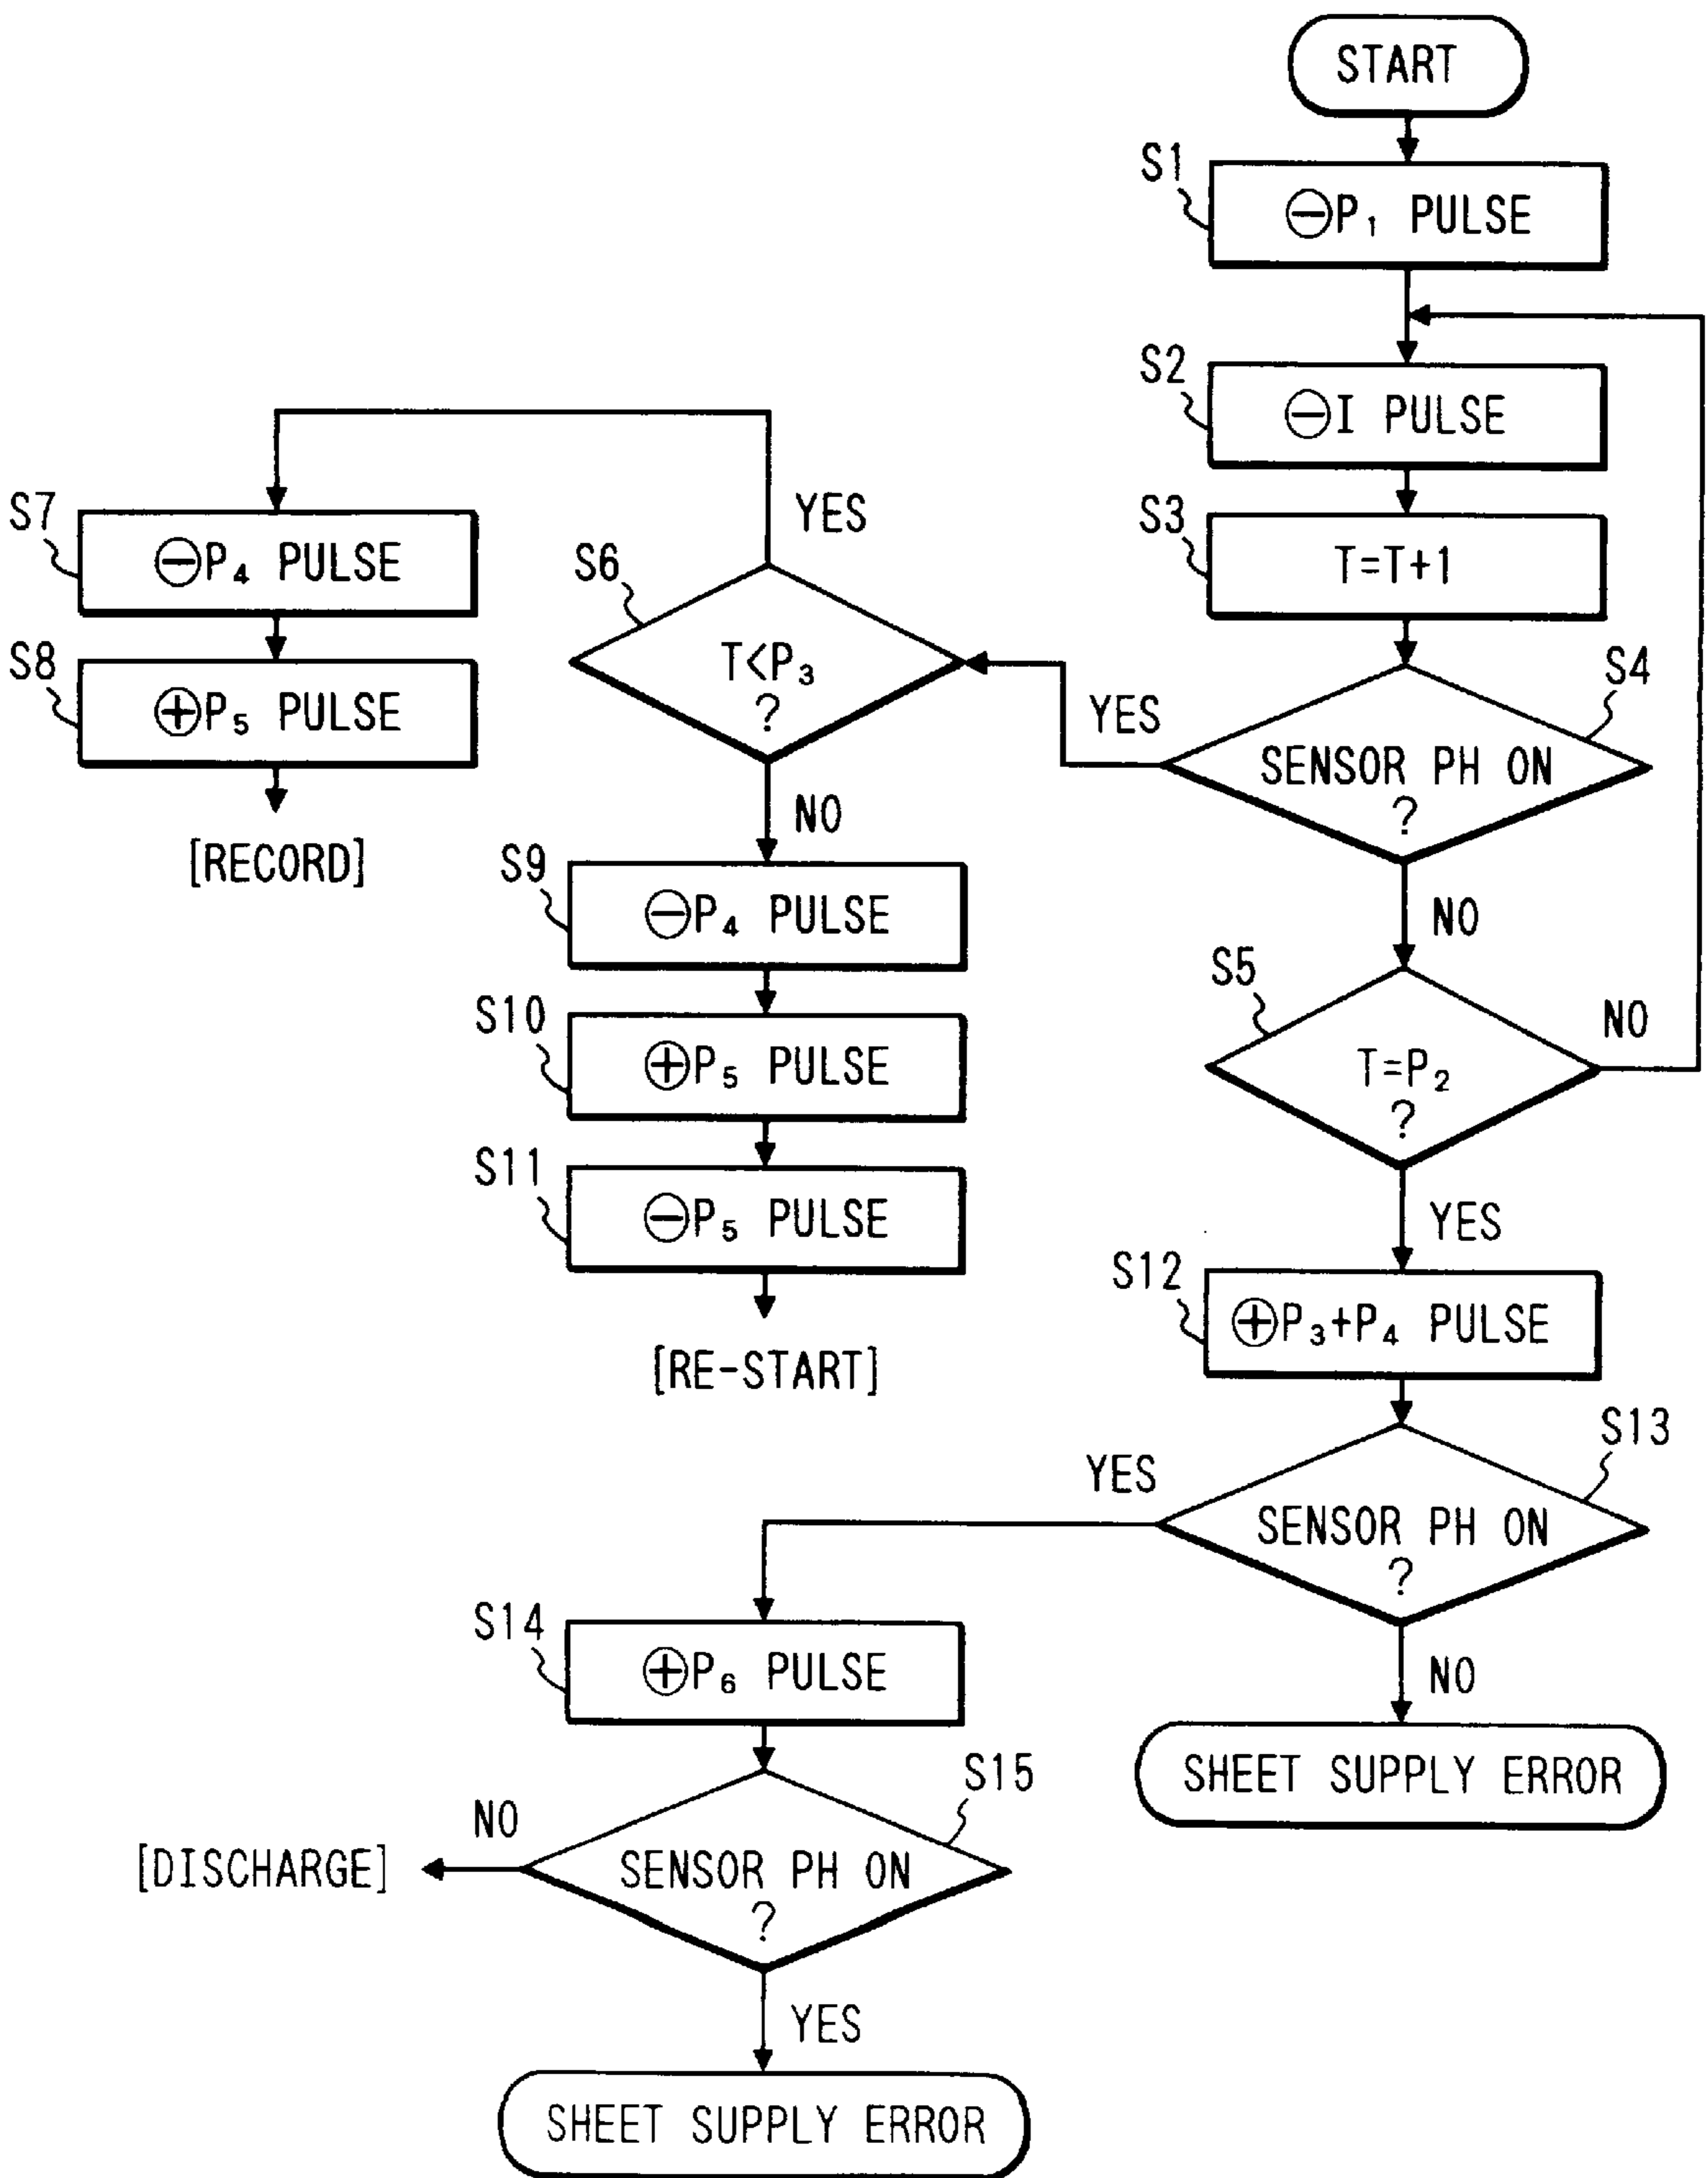 START
S1
⊖P₁ PULSE
S2
⊖I PULSE
S3
T=T+1
S4
SENSOR PH ON
?
YES
NO
S5
T=P₂
?
NO
YES
S6
T<P₃
?
YES
NO
S7
⊖P₄ PULSE
S8
⊕P₅ PULSE
[RECORD]
S9
⊖P₄ PULSE
S10
⊕P₅ PULSE
S11
⊖P₅ PULSE
[RE-START]
S12
⊕P₃+P₄ PULSE
S13
SENSOR PH ON
?
YES
NO
SHEET SUPPLY ERROR
S14
⊕P₆ PULSE
S15
SENSOR PH ON
?
NO
[DISCHARGE]
YES
SHEET SUPPLY ERROR